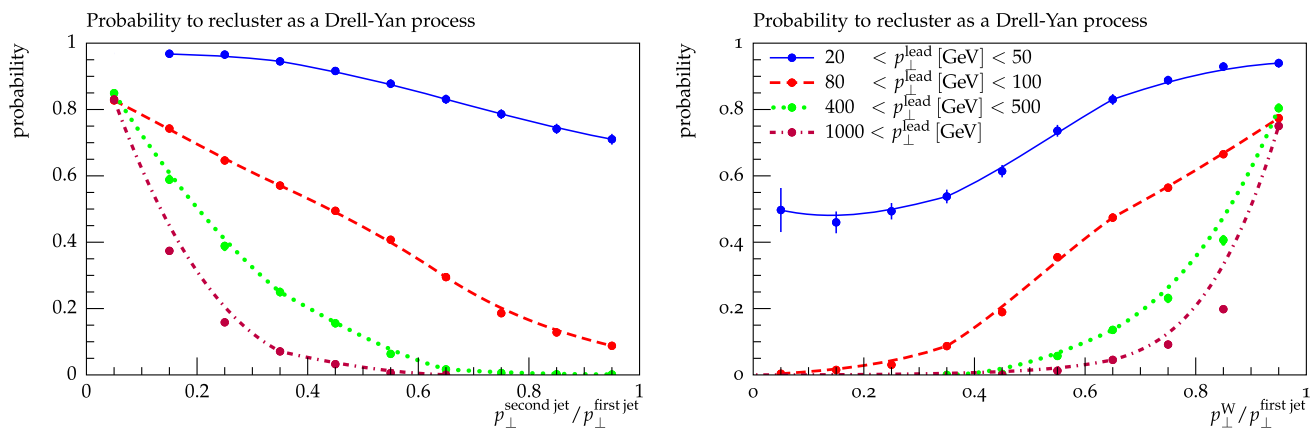 Probability to recluster as a Drell-Yan process
probability
1
0.8
0.6
0.4
0.2
0
0 0.2 0.4 0.6 0.8 1
p⊥^second jet / p⊥^first jet
Probability to recluster as a Drell-Yan process
probability
1
0.8
0.6
0.4
0.2
0
20 < p⊥^lead [GeV] < 50
80 < p⊥^lead [GeV] < 100
400 < p⊥^lead [GeV] < 500
1000 < p⊥^lead [GeV]
0 0.2 0.4 0.6 0.8 1
p⊥^W / p⊥^first jet